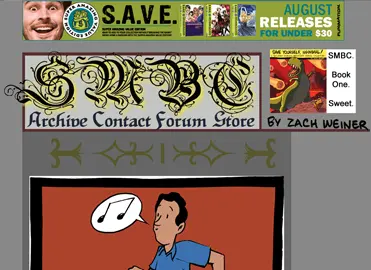 S.A.V.E.
AUGUST
RELEASES
FOR UNDER $30
SMBC
SMBC.
Book
One.
Sweet.
Archive Contact Forum Store
BY ZACH WEINER